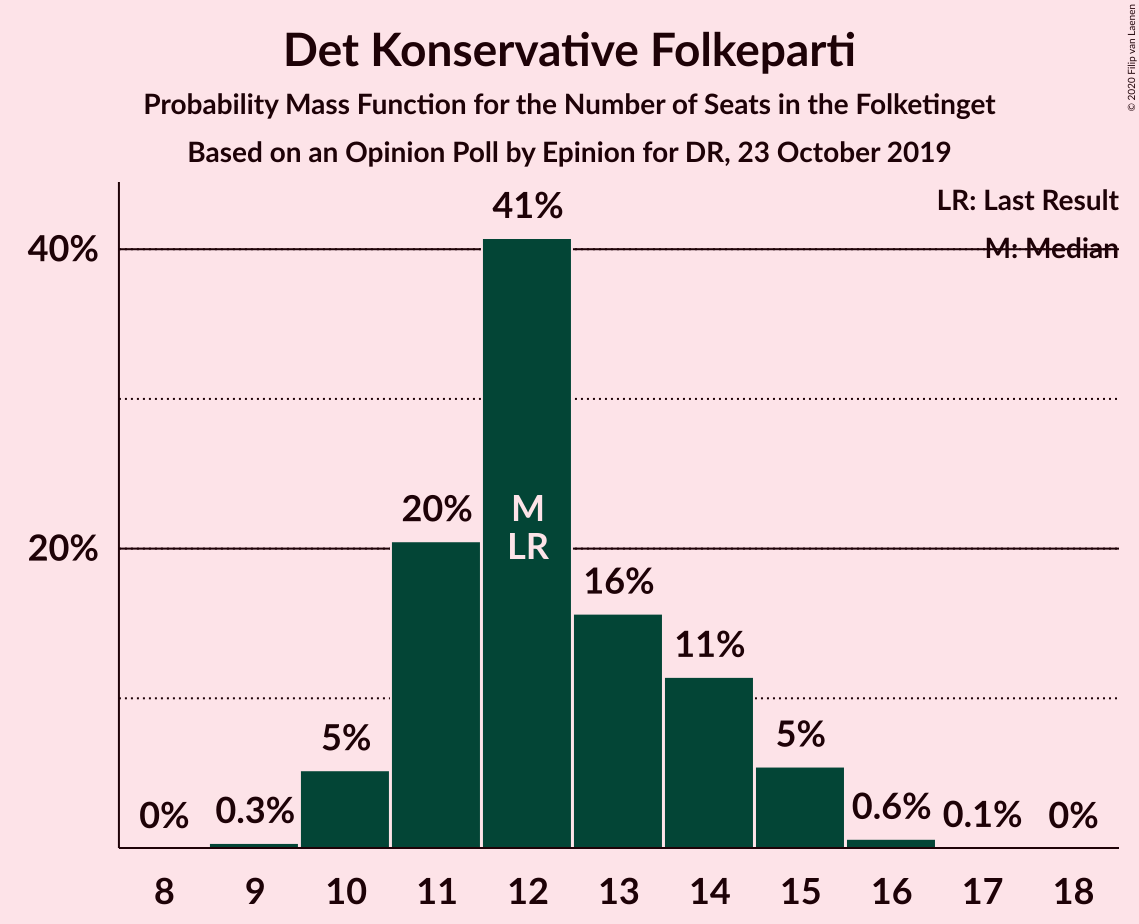 Det Konservative Folkeparti
Probability Mass Function for the Number of Seats in the Folketinget
Based on an Opinion Poll by Epinion for DR, 23 October 2019
© 2020 Filip van Laenen
LR: Last Result
M: Median
40%
20%
0%
0.3%
5%
20%
41%
16%
11%
5%
0.6%
0.1%
0%
M
LR
8 9 10 11 12 13 14 15 16 17 18